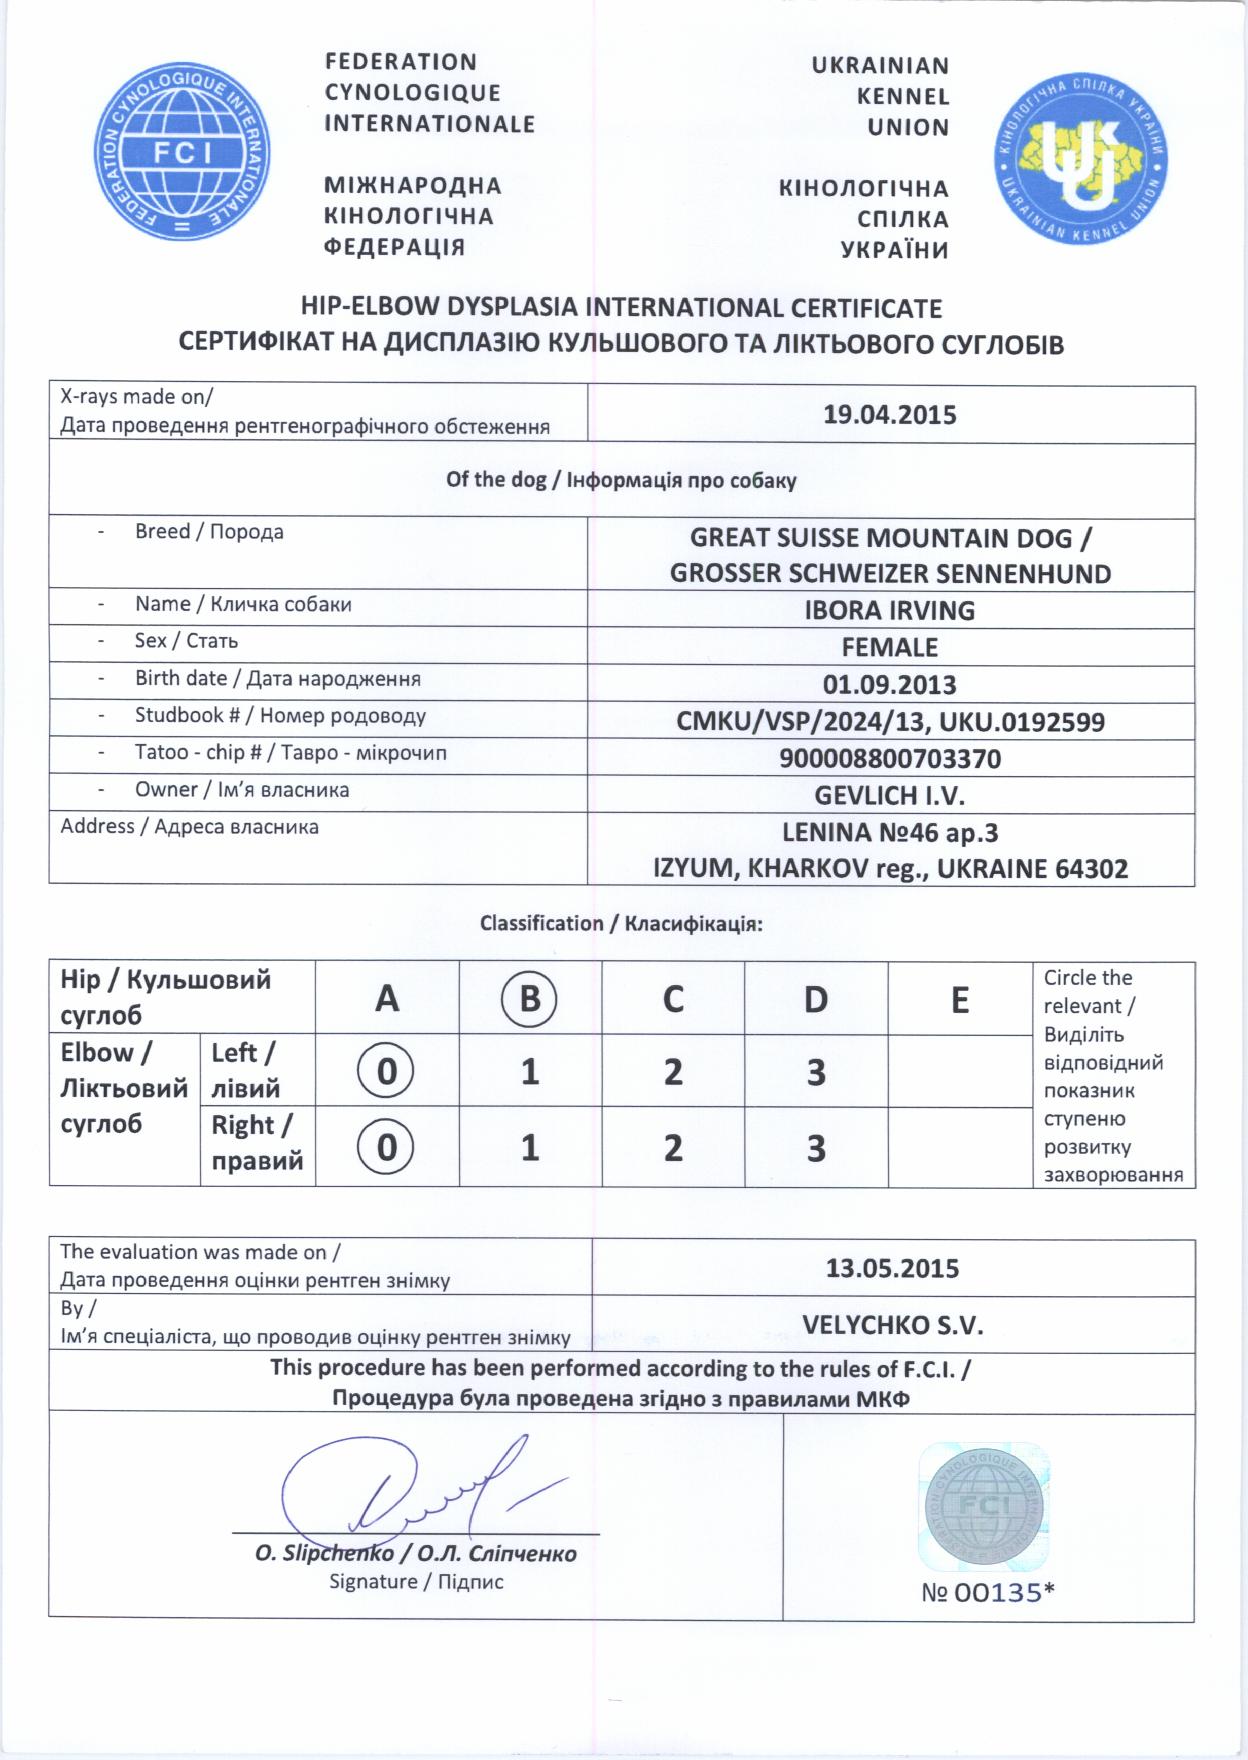 FEDERATION CYNOLOGIQUE INTERNATIONALE
FCI
FEDERATION
CYNOLOGIQUE
INTERNATIONALE
МІЖНАРОДНА
КІНОЛОГІЧНА
ФЕДЕРАЦІЯ
UKRAINIAN
KENNEL
UNION
КІНОЛОГІЧНА
СПІЛКА
УКРАЇНИ
КІНОЛОГІЧНА СПІЛКА УКРАЇНИ
UKU
UKRAINIAN KENNEL UNION
HIP-ELBOW DYSPLASIA INTERNATIONAL CERTIFICATE
СЕРТИФІКАТ НА ДИСПЛАЗІЮ КУЛЬШОВОГО ТА ЛІКТЬОВОГО СУГЛОБІВ
X-rays made on/
Дата проведення рентгенографічного обстеження
19.04.2015
Of the dog / Інформація про собаку
- Breed / Порода
GREAT SUISSE MOUNTAIN DOG /
GROSSER SCHWEIZER SENNENHUND
- Name / Кличка собаки
IBORA IRVING
- Sex / Стать
FEMALE
- Birth date / Дата народження
01.09.2013
- Studbook # / Номер родоводу
CMKU/VSP/2024/13, UKU.0192599
- Tatoo - chip # / Тавро - мікрочип
900008800703370
- Owner / Ім'я власника
GEVLICH I.V.
Address / Адреса власника
LENINA №46 ap.3
IZYUM, KHARKOV reg., UKRAINE 64302
Classification / Класифікація:
Hip / Кульшовий
суглоб
A B C D E
Elbow /
Ліктьовий
суглоб
Left /
лівий
0 1 2 3
Right /
правий
0 1 2 3
Circle the
relevant /
Виділіть
відповідний
показник
ступеню
розвитку
захворювання
The evaluation was made on /
Дата проведення оцінки рентген знімку
13.05.2015
By /
Ім'я спеціаліста, що проводив оцінку рентген знімку
VELYCHKO S.V.
This procedure has been performed according to the rules of F.C.I. /
Процедура була проведена згідно з правилами МКФ
O. Slipchenko / О.Л. Сліпченко
Signature / Підпис
FCI
№ 00135*